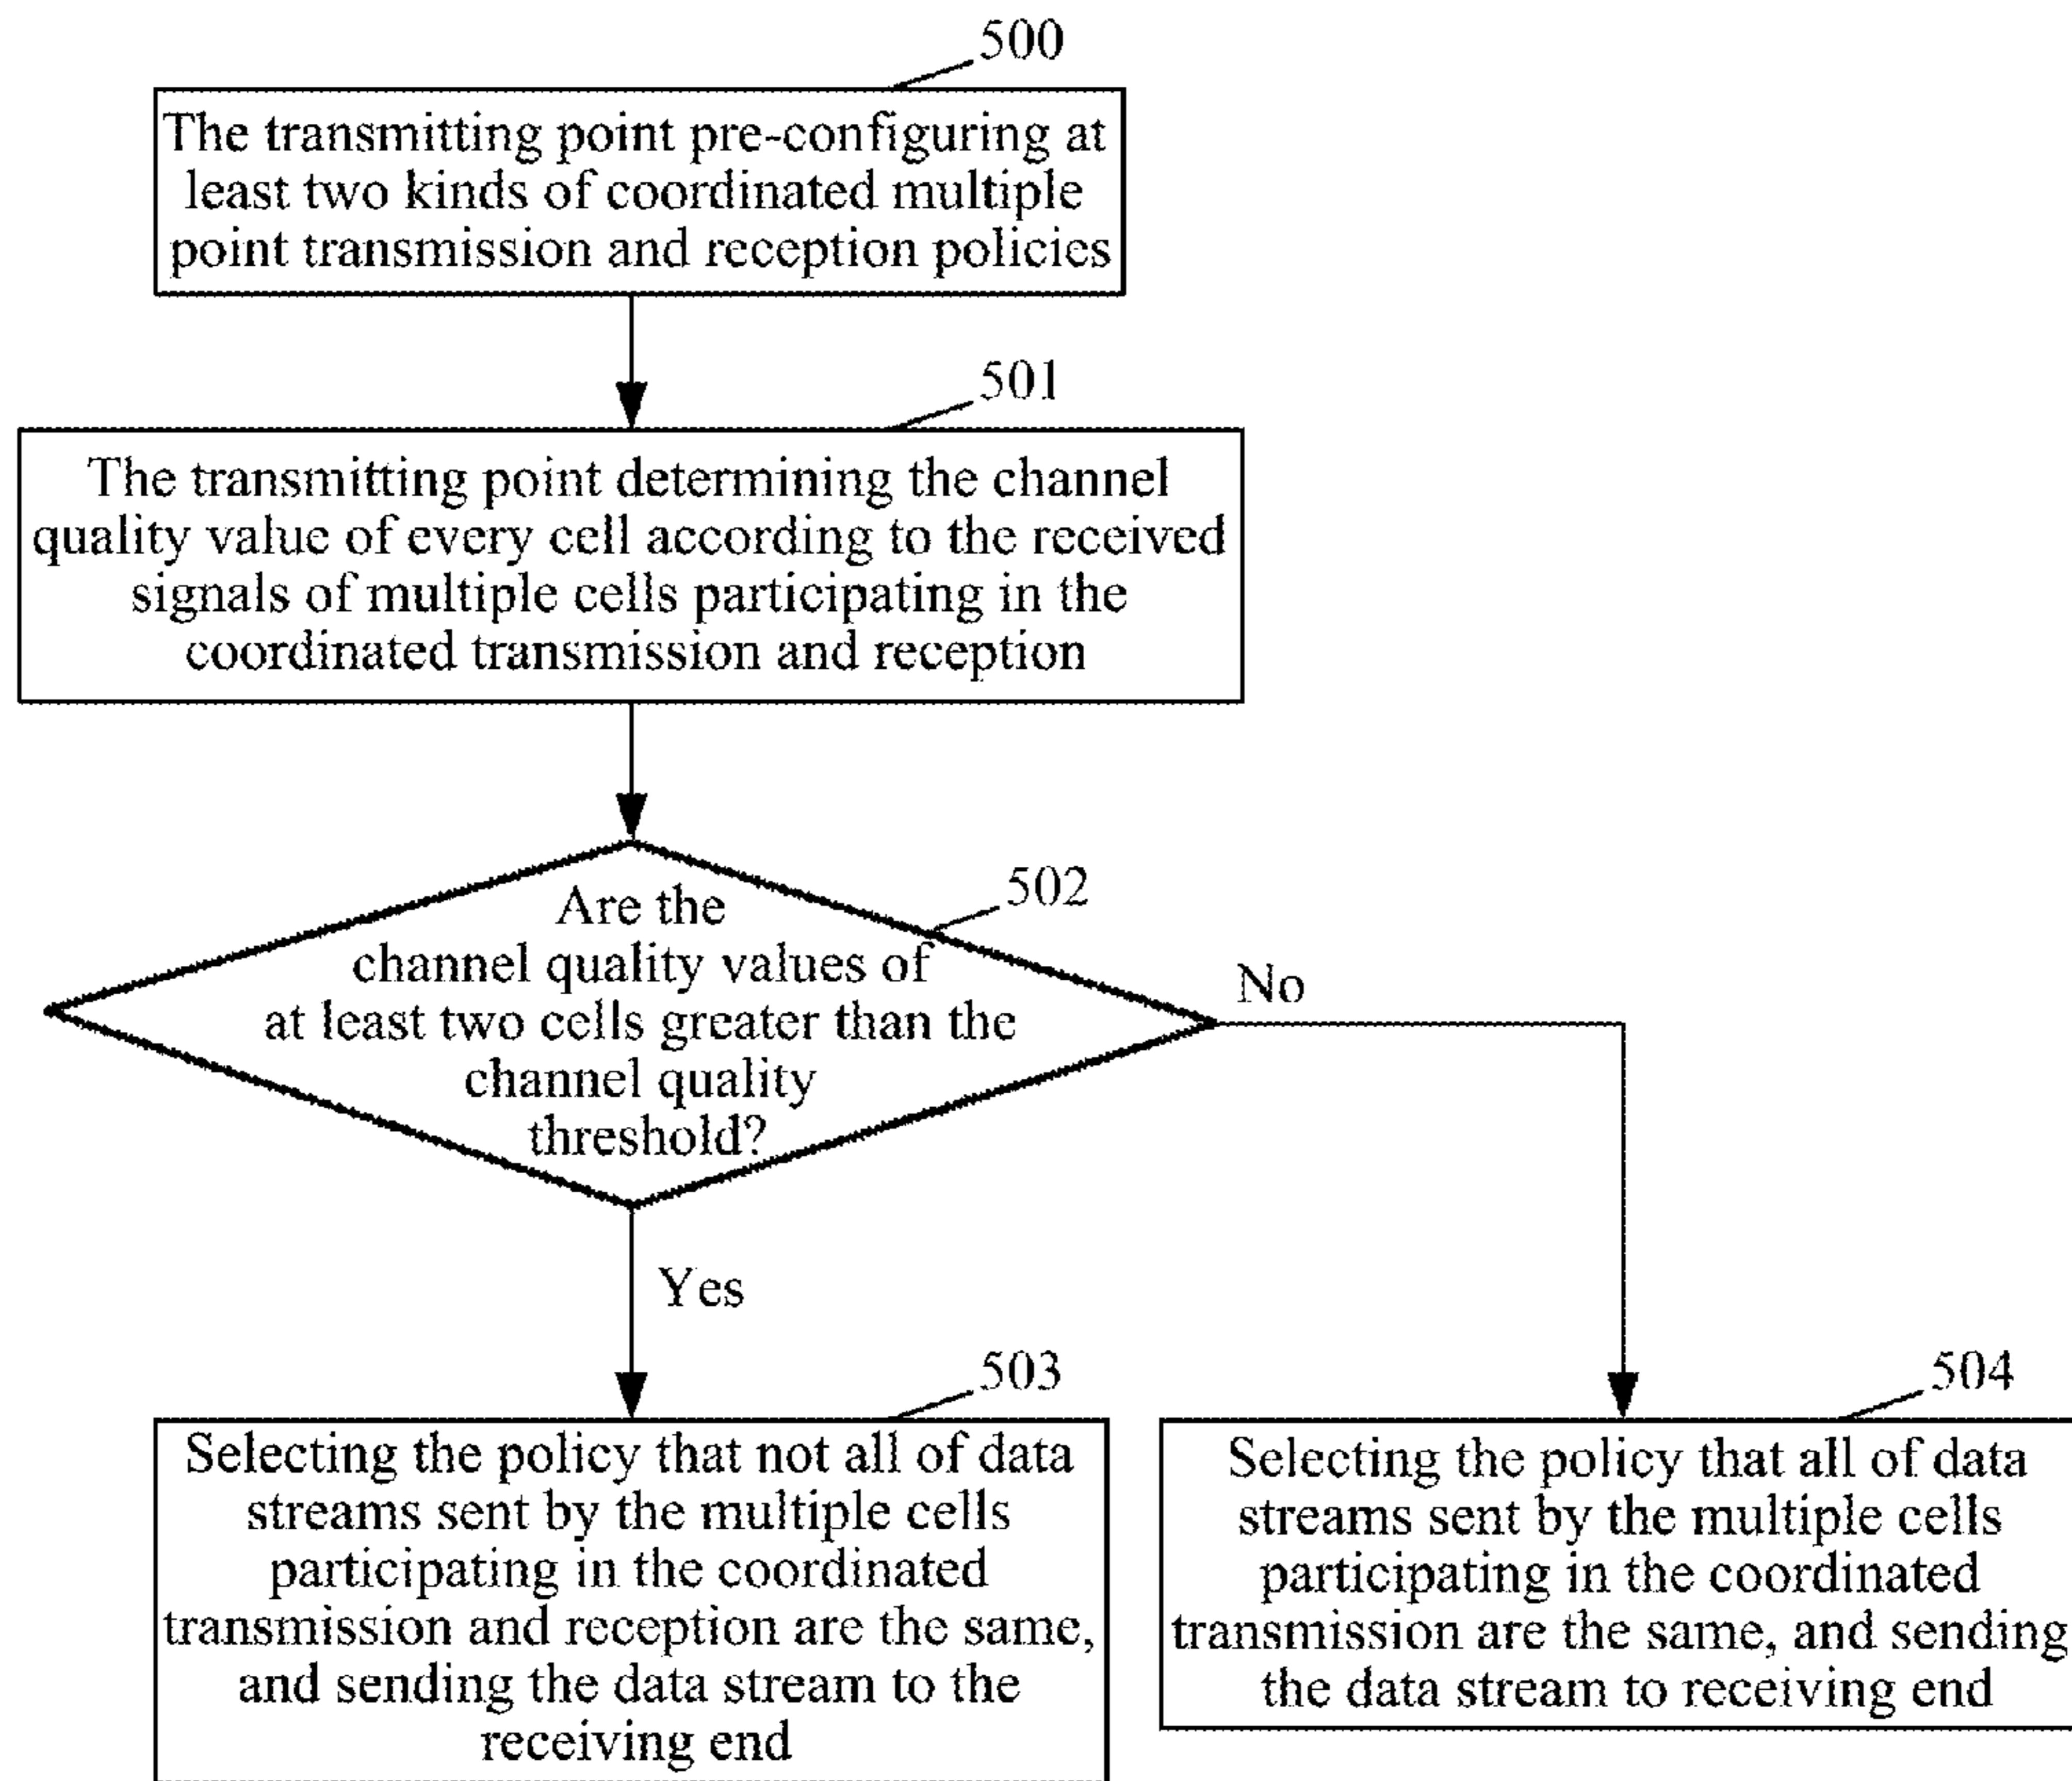 500
The transmitting point pre-configuring at
least two kinds of coordinated multiple
point transmission and reception policies
501
The transmitting point determining the channel
quality value of every cell according to the received
signals of multiple cells participating in the
coordinated transmission and reception
502
Are the
channel quality values of
at least two cells greater than the
channel quality
threshold?
No
Yes
503
Selecting the policy that not all of data
streams sent by the multiple cells
participating in the coordinated
transmission and reception are the same,
and sending the data stream to the
receiving end
504
Selecting the policy that all of data
streams sent by the multiple cells
participating in the coordinated
transmission are the same, and sending
the data stream to receiving end